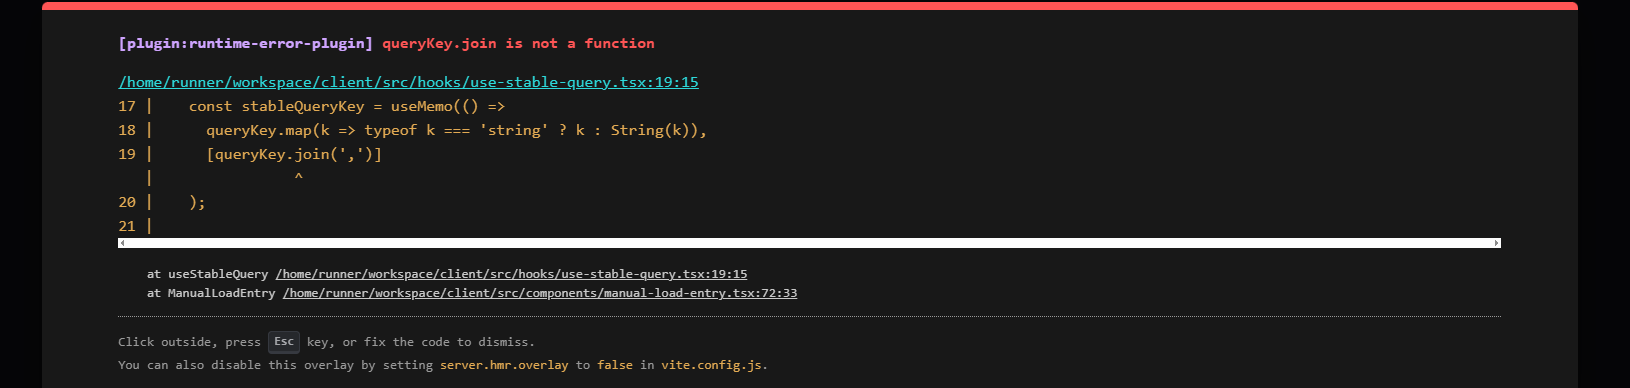 [plugin:runtime-error-plugin] queryKey.join is not a function
/home/runner/workspace/client/src/hooks/use-stable-query.tsx:19:15
17 |    const stableQueryKey = useMemo(() =>
18 |      queryKey.map(k => typeof k === 'string' ? k : String(k)),
19 |      [queryKey.join(',')]
   |               ^
20 |    );
21 |
at useStableQuery /home/runner/workspace/client/src/hooks/use-stable-query.tsx:19:15
at ManualLoadEntry /home/runner/workspace/client/src/components/manual-load-entry.tsx:72:33
Click outside, press Esc key, or fix the code to dismiss.
You can also disable this overlay by setting server.hmr.overlay to false in vite.config.js.